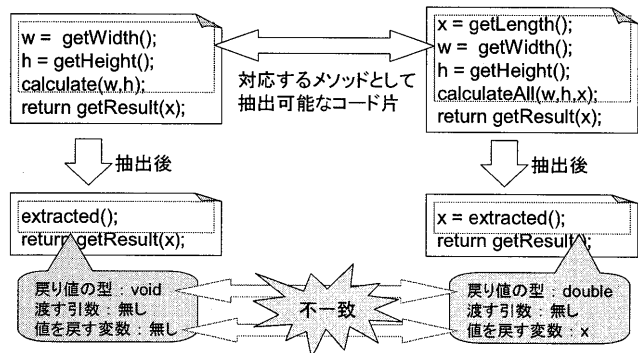 w = getWidth();
h = getHeight();
calculate(w,h);
return getResult(x);
対応するメソッドとして
抽出可能なコード片
x = getLength();
w = getWidth();
h = getHeight();
calculateAll(w,h,x);
return getResult(x);
抽出後
抽出後
extracted();
return getResult(x);
x = extracted();
return getResult(x);
戻り値の型：void
渡す引数：無し
値を戻す変数：無し
不一致
戻り値の型：double
渡す引数：無し
値を戻す変数：x